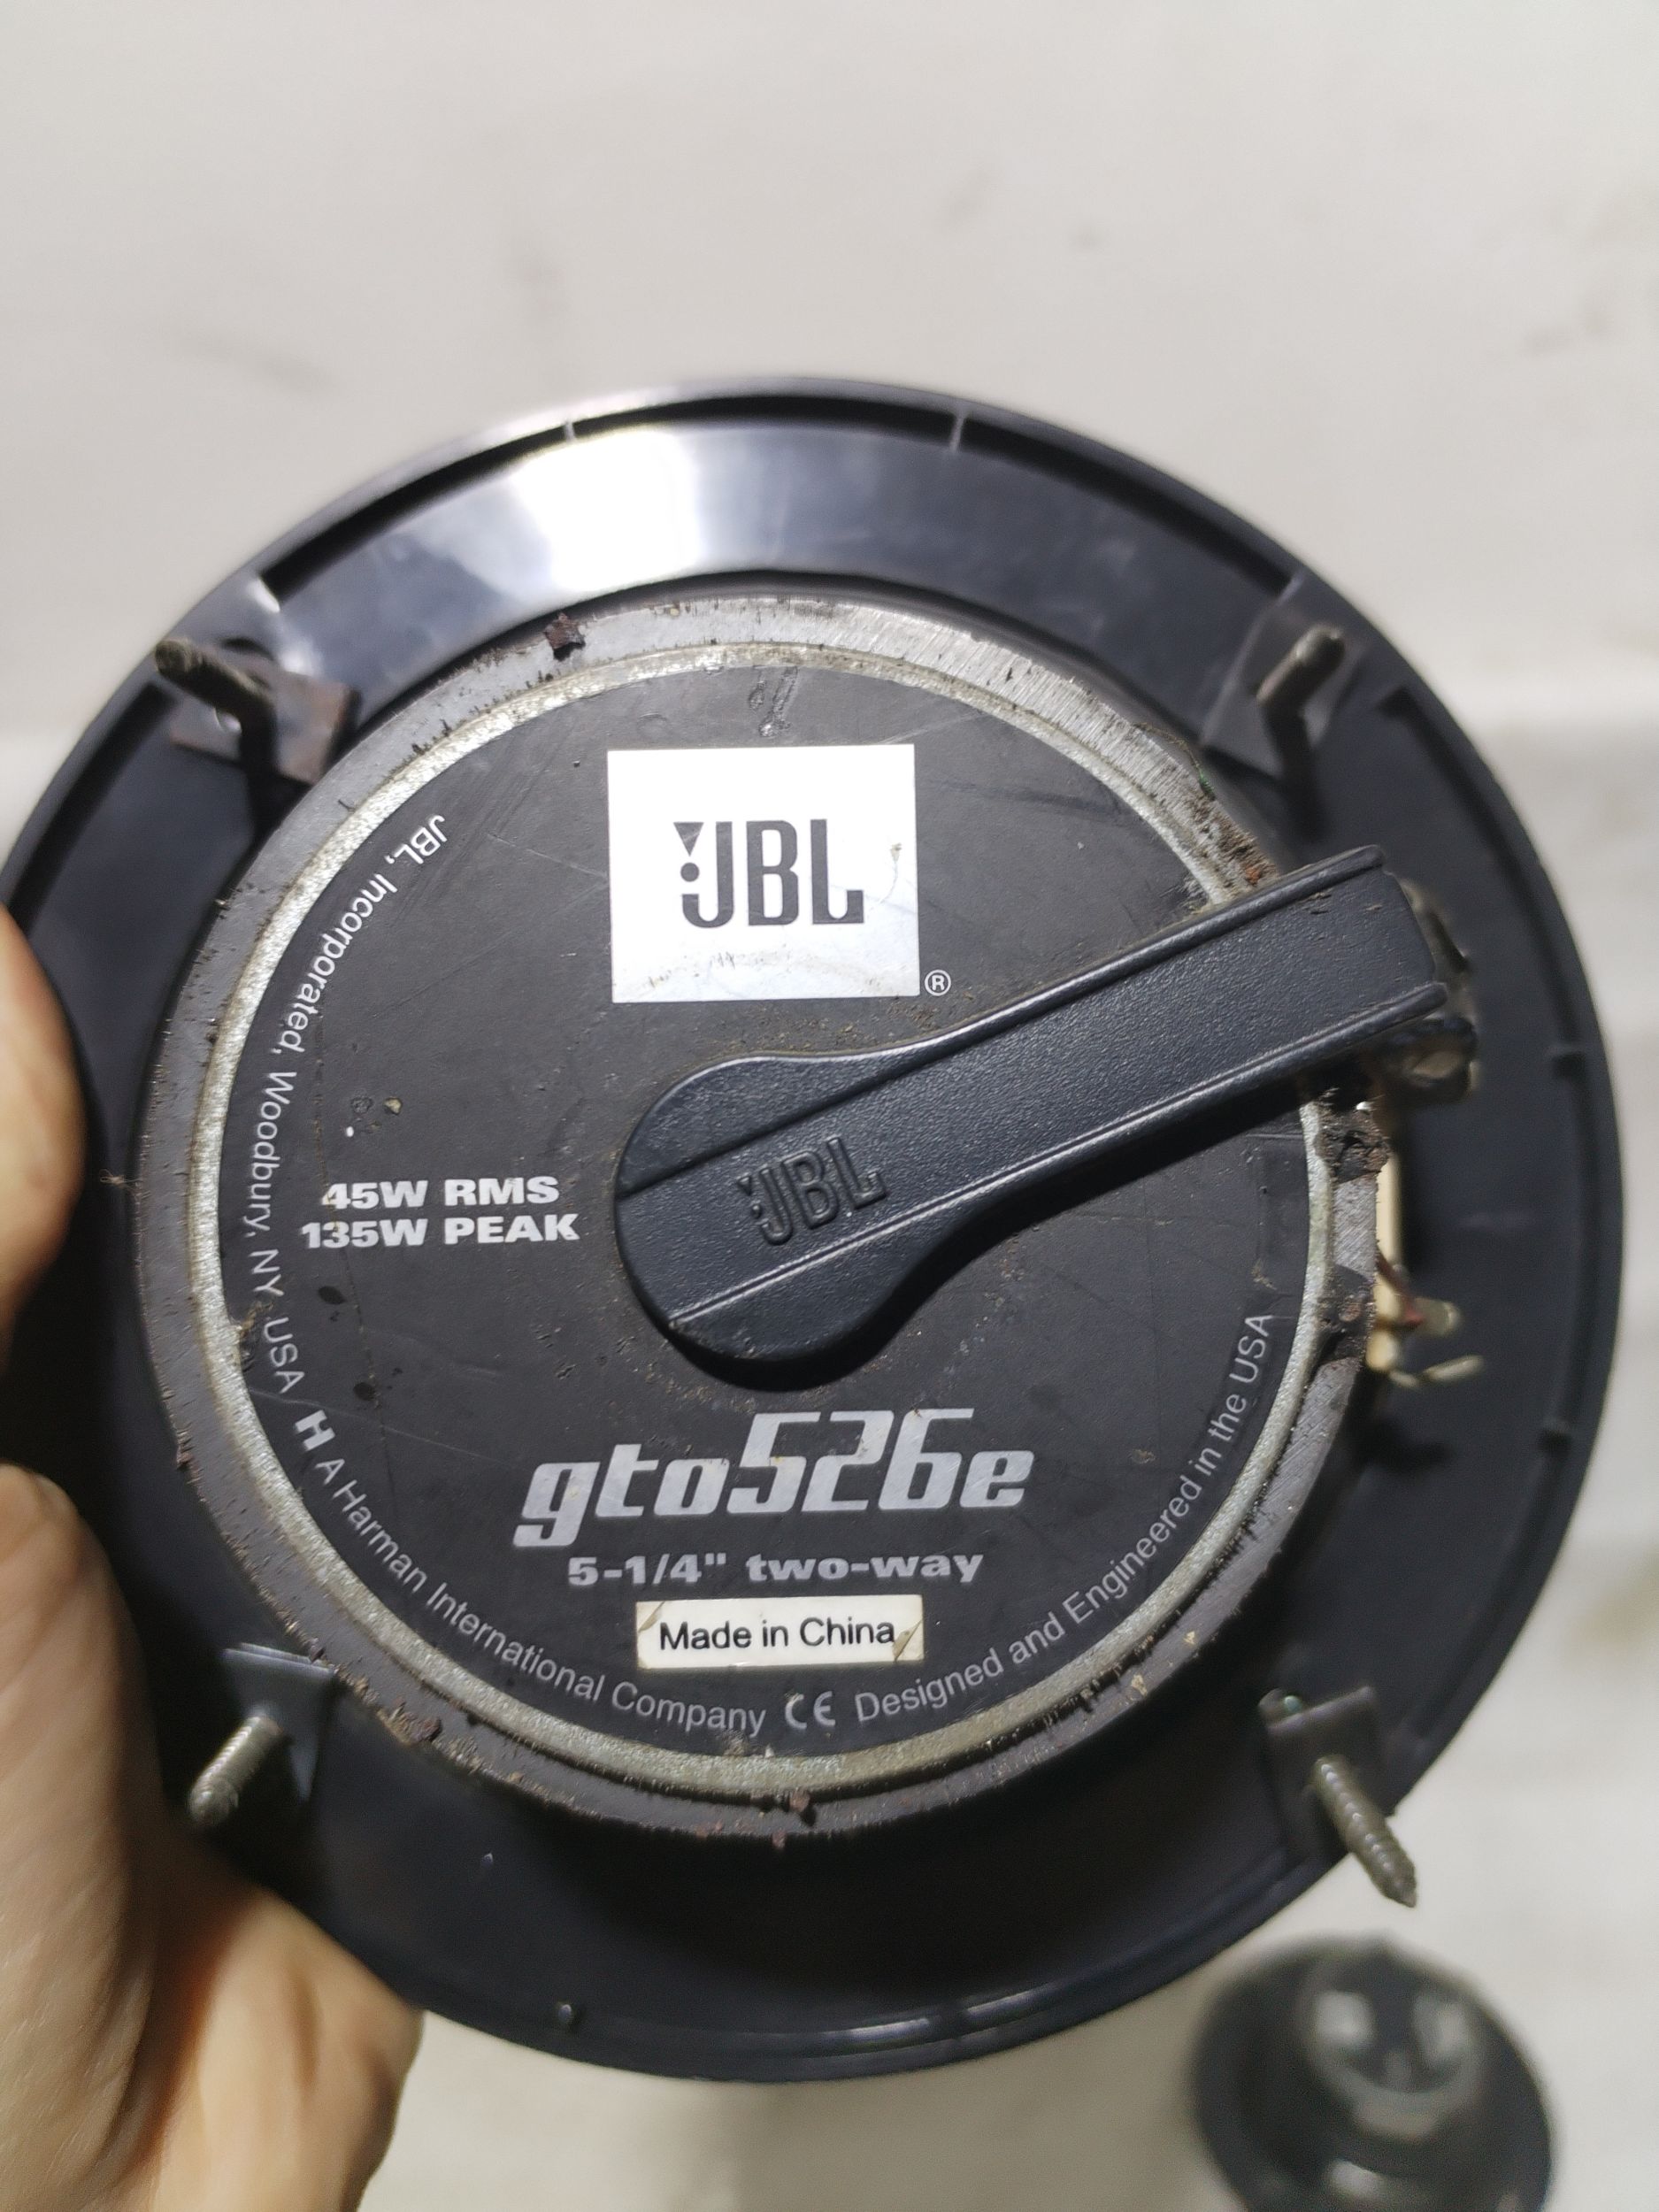 JBL
®
JBL, Incorporated, Woodbury, NY USA H A Harman International Company CE Designed and Engineered in the USA
45W RMS
135W PEAK
JBL
gto526e
5-1/4" two-way
Made in China